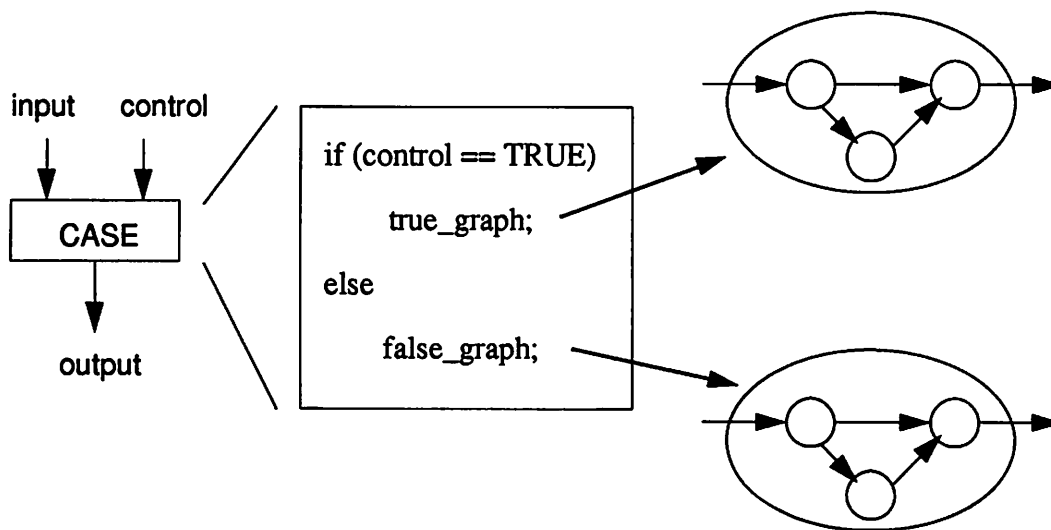 input control
CASE
output
if (control == TRUE)
true_graph;
else
false_graph;